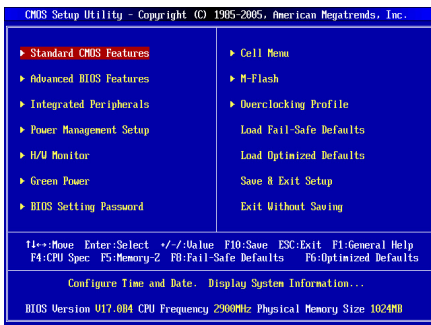 CMOS Setup Utility - Copyright (C) 1985-2005, American Megatrends, Inc.
▶ Standard CMOS Features
▶ Advanced BIOS Features
▶ Integrated Peripherals
▶ Power Management Setup
▶ H/W Monitor
▶ Green Power
▶ BIOS Setting Password
▶ Cell Menu
▶ M-Flash
▶ Overclocking Profile
Load Fail-Safe Defaults
Load Optimized Defaults
Save & Exit Setup
Exit Without Saving
↑↓←→:Move Enter:Select +/-/:Value F10:Save ESC:Exit F1:General Help
F4:CPU Spec F5:Memory-Z F8:Fail-Safe Defaults F6:Optimized Defaults
Configure Time and Date. Display System Information...
BIOS Version V17.0B4 CPU Frequency 2900MHz Physical Memory Size 1024MB